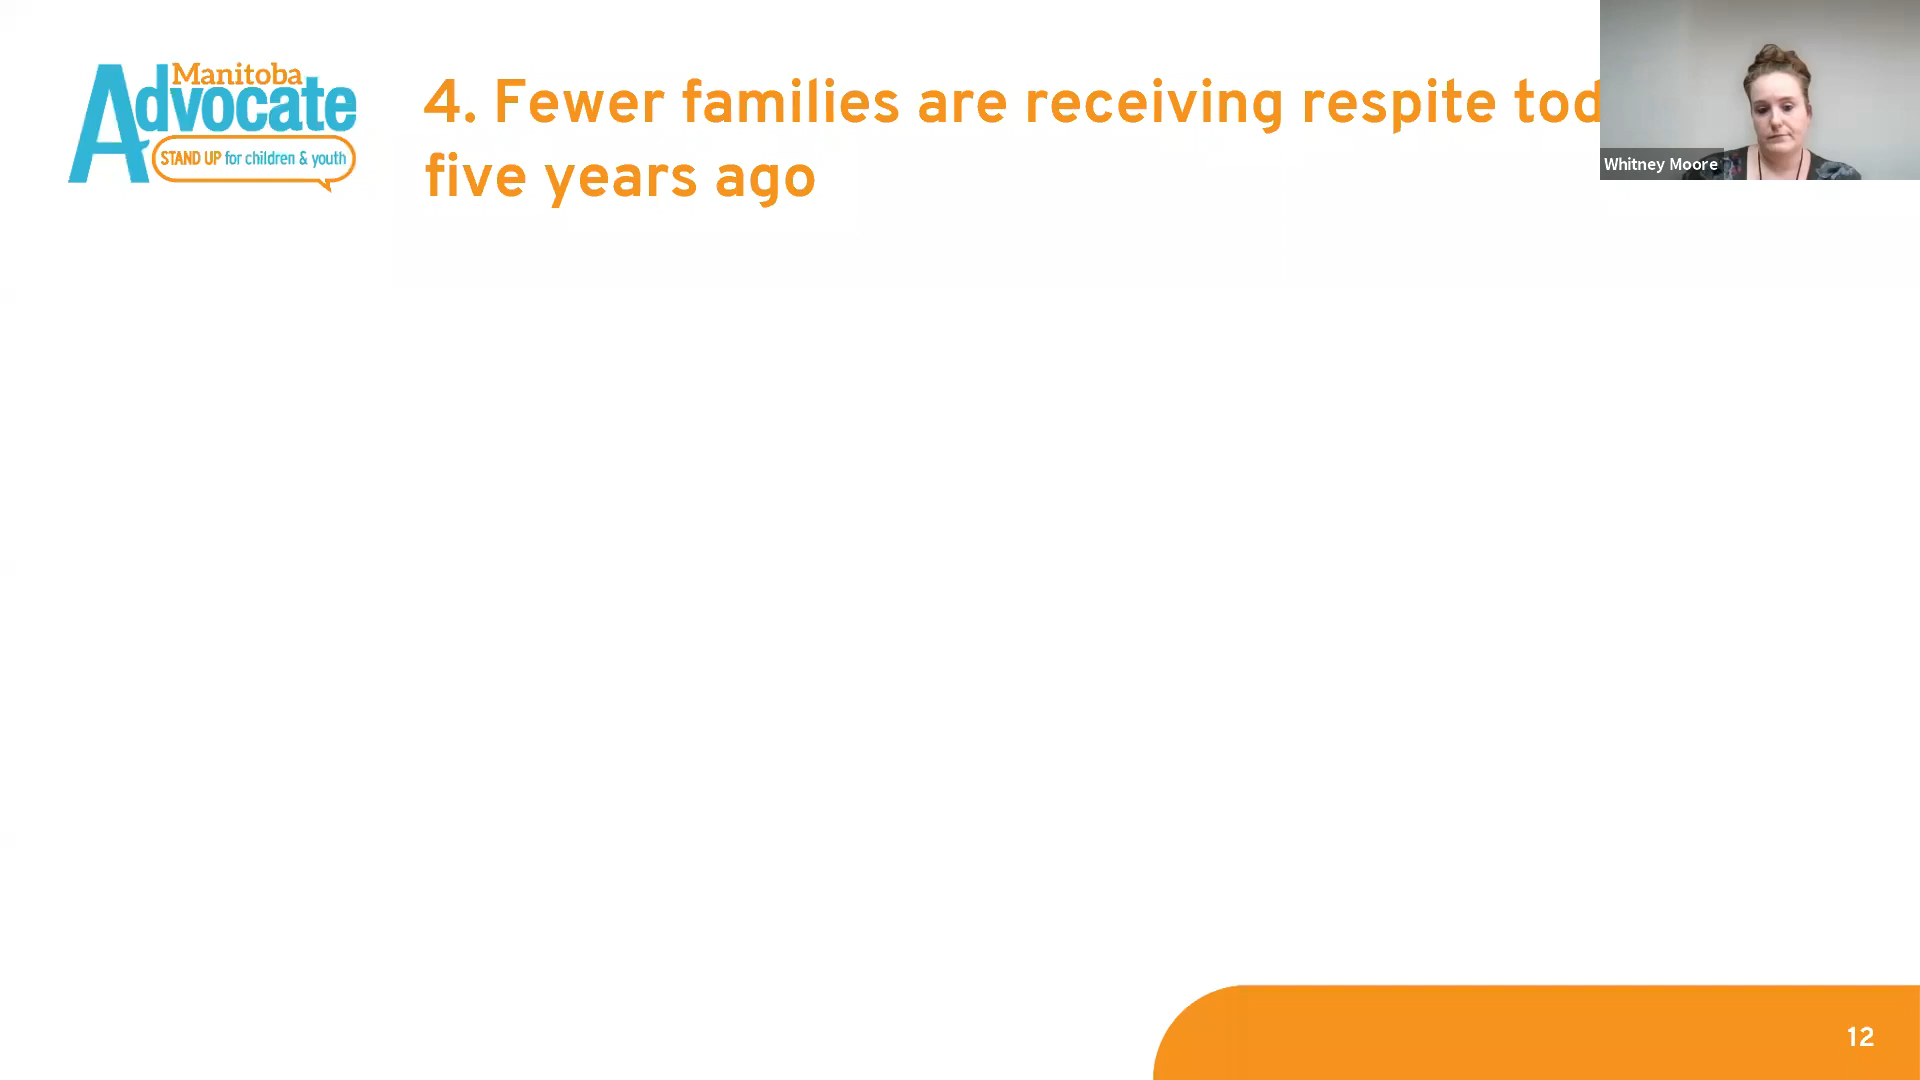 Manitoba
Advocate
STAND UP for children & youth
4. Fewer families are receiving respite
five years ago
Whitney Moore
12